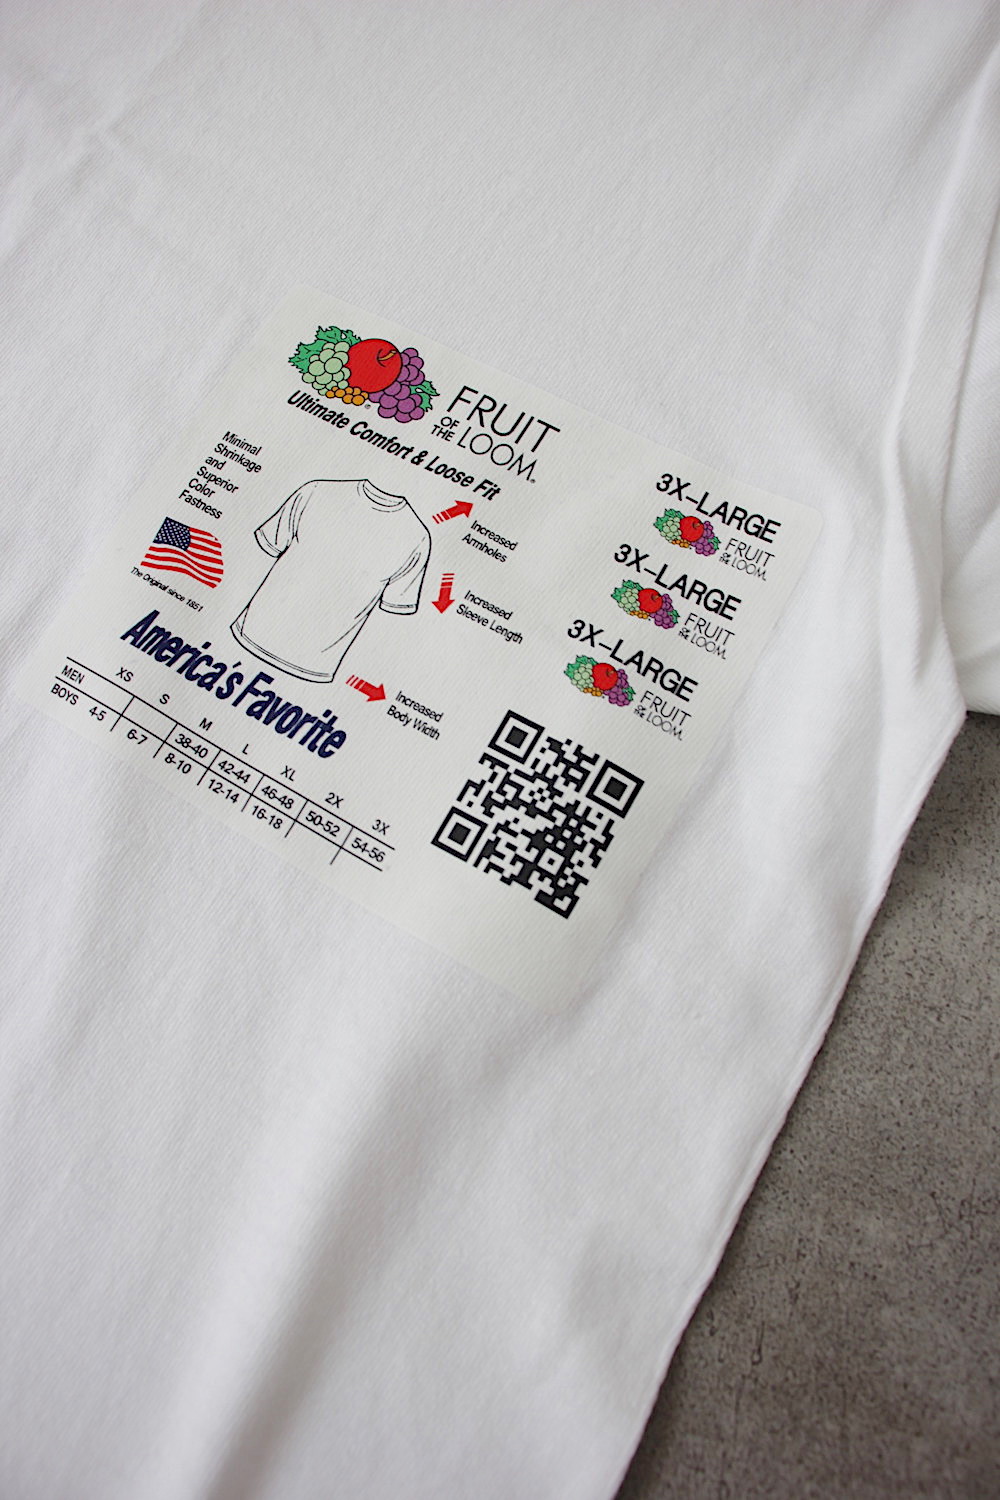 FRUIT
OF THE LOOM®
Ultimate Comfort & Loose Fit
Minimal
Shrinkage
and
Superior
Color
Fastness
The Original since 1851
Increased
Armholes
Increased
Sleeve Length
Increased
Body Width
America's Favorite
XS S M L XL 2X 3X
MEN 38-40 42-44 46-48 50-52 54-56
BOYS 4-5 6-7 8-10 12-14 16-18
3X-LARGE
FRUIT
OF THE LOOM.
3X-LARGE
FRUIT
OF THE LOOM.
3X-LARGE
FRUIT
OF THE LOOM.